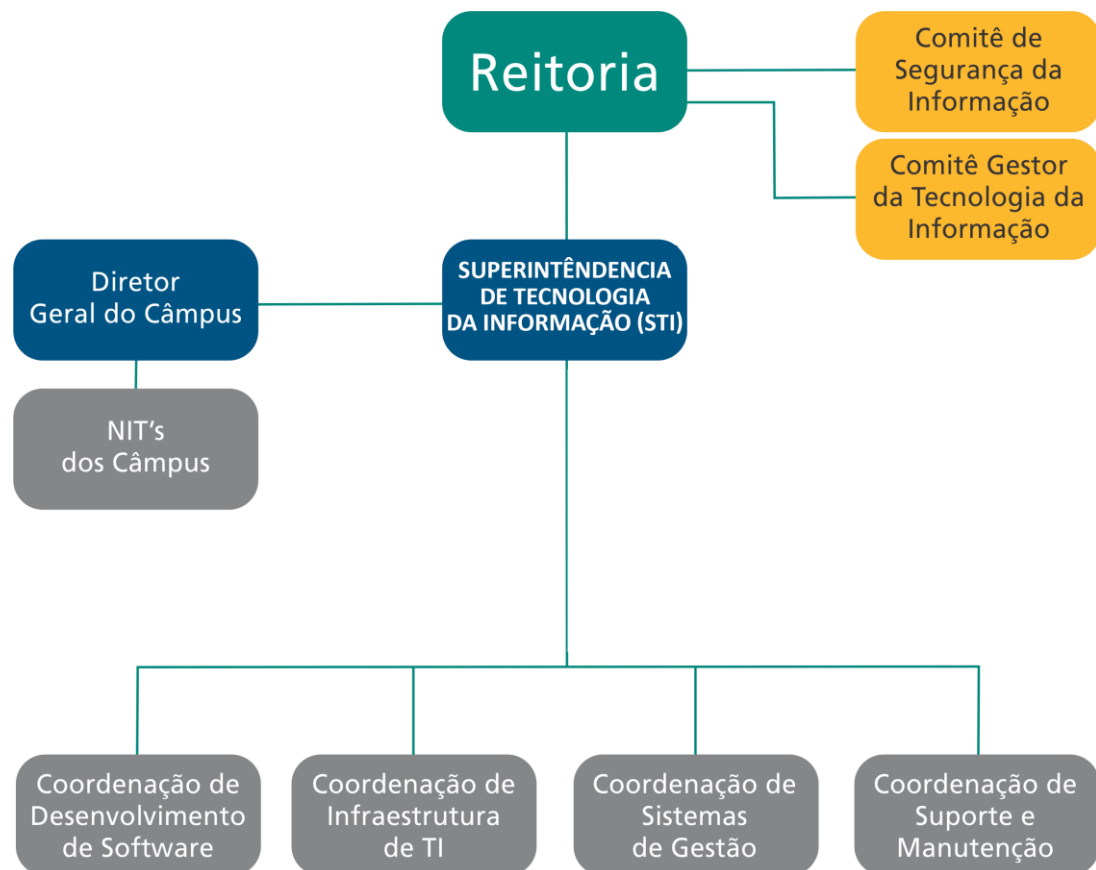 Reitoria
Comitê de
Segurança da
Informação
Comitê Gestor
da Tecnologia da
Informação
Diretor
Geral do Câmpus
SUPERINTÊNDENCIA
DE TECNOLOGIA
DA INFORMAÇÃO (STI)
NIT's
dos Câmpus
Coordenação de
Desenvolvimento
de Software
Coordenação de
Infraestrutura
de TI
Coordenação de
Sistemas
de Gestão
Coordenação de
Suporte e
Manutenção